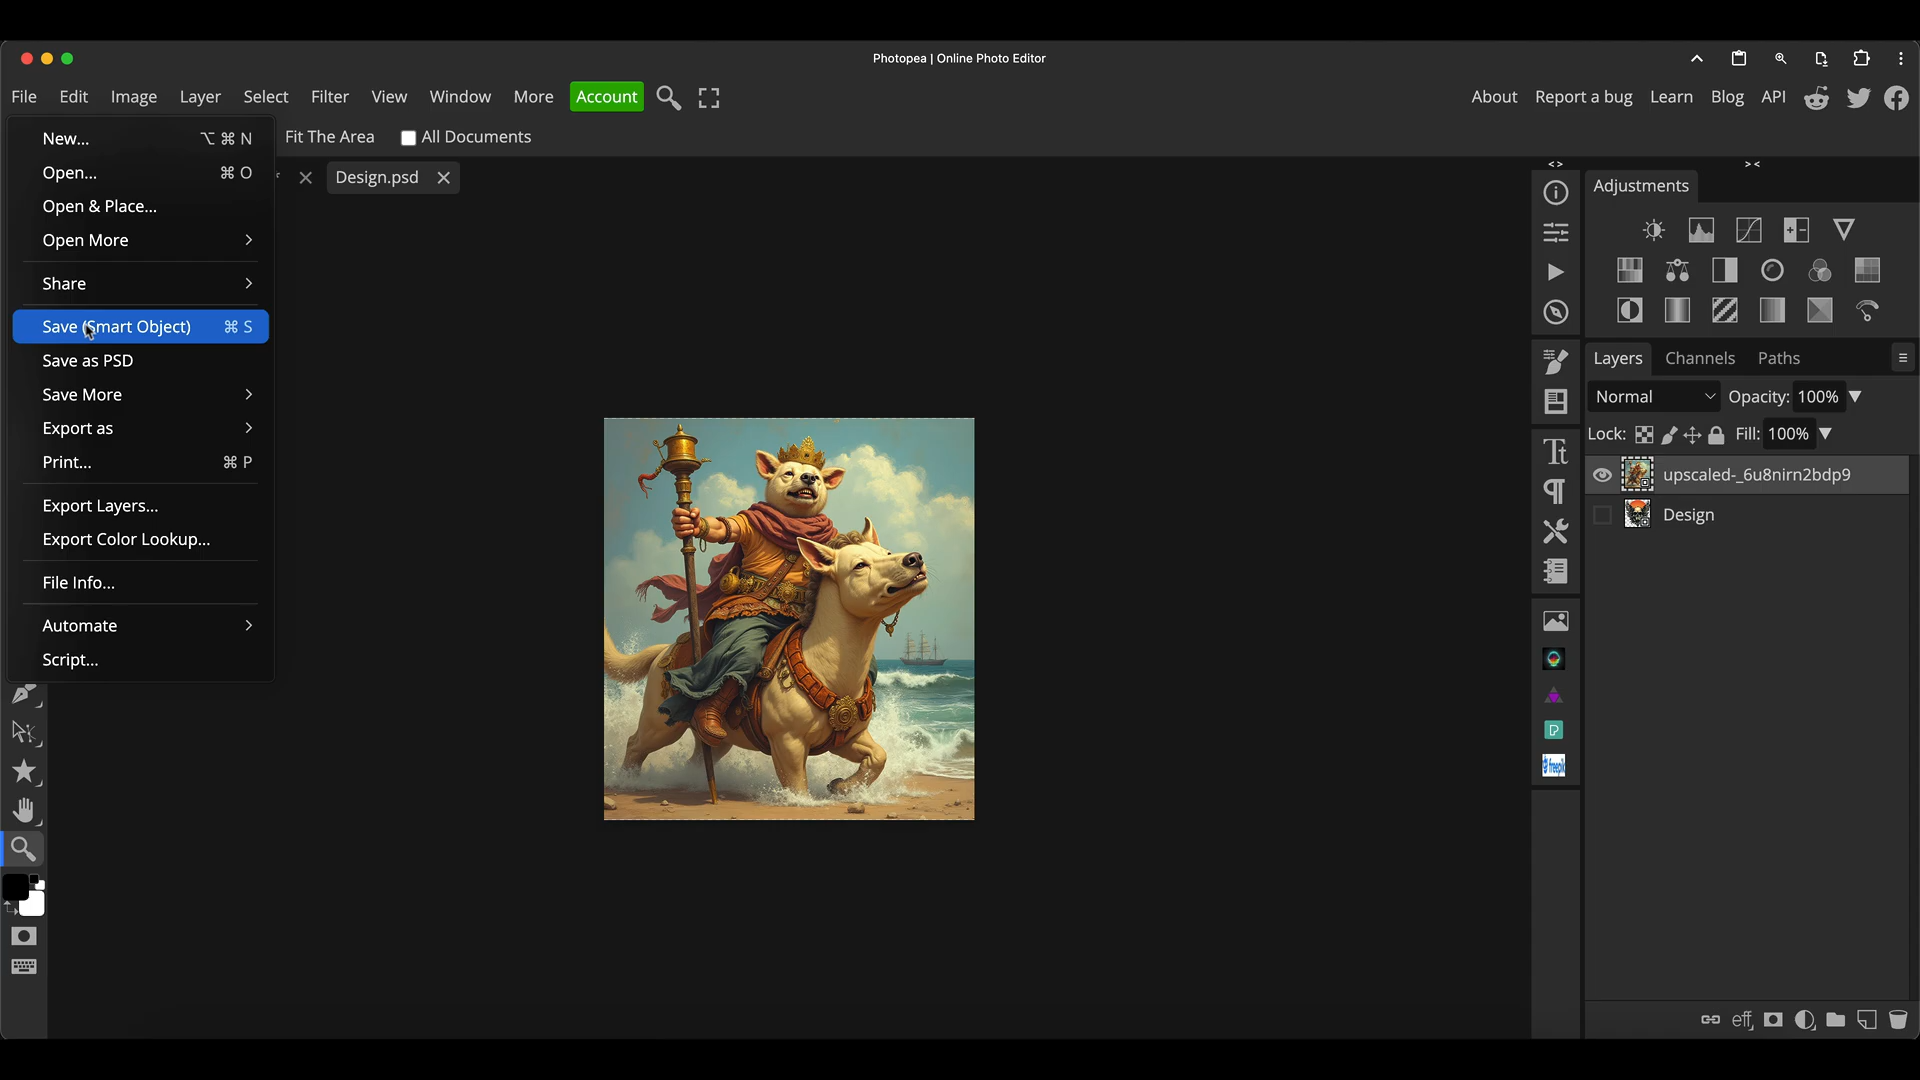 Photopea | Online Photo Editor
File Edit Image Layer Select Filter View Window More Account
About Report a bug Learn Blog API
Fit The Area All Documents
Design.psd
New... ⌥ ⌘ N
Open... ⌘ O
Open & Place...
Open More
Share
Save (Smart Object) ⌘ S
Save as PSD
Save More
Export as
Print... ⌘ P
Export Layers...
Export Color Lookup...
File Info...
Automate
Script...
Adjustments
Layers Channels Paths
Normal Opacity: 100%
Lock: Fill: 100%
upscaled-_6u8nirn2bdp9
Design
freepik
eff